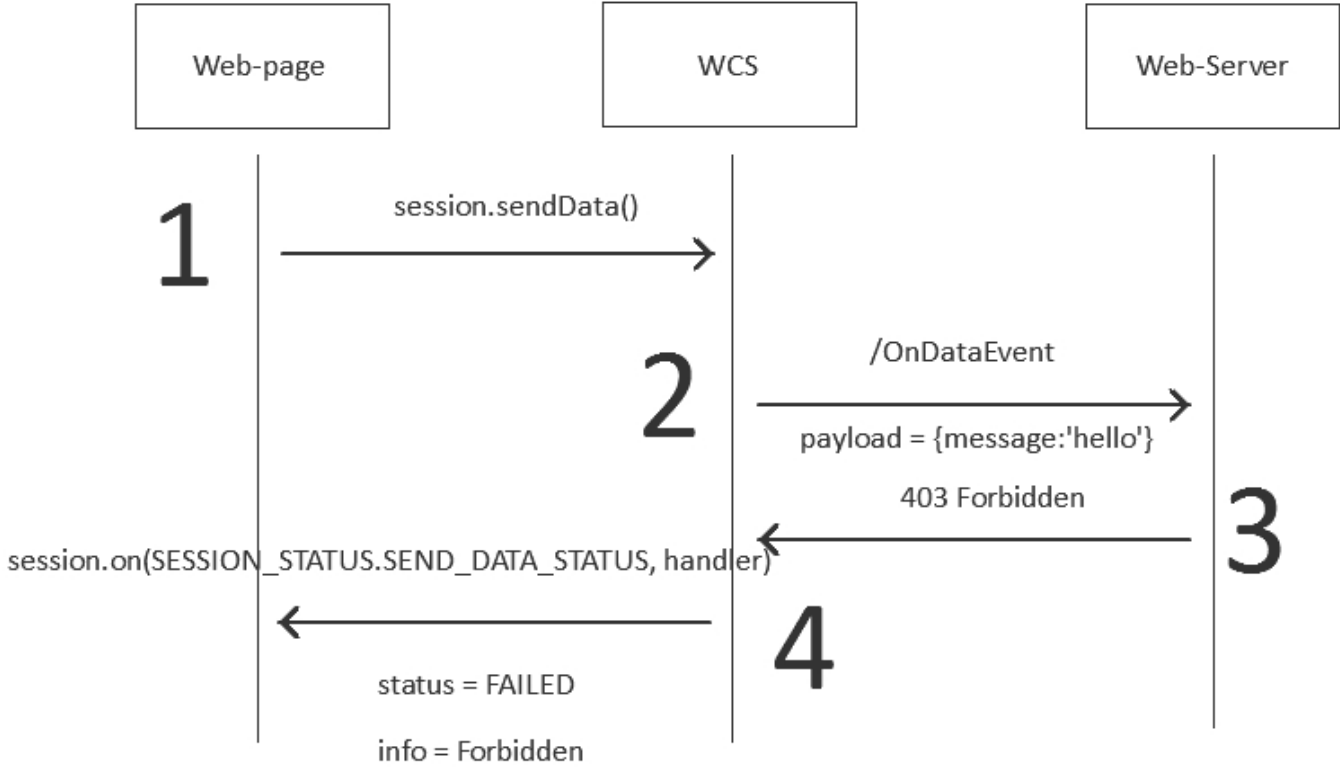 Web-page
WCS
Web-Server
1
session.sendData()
2
/OnDataEvent
payload = {message:'hello'}
403 Forbidden
3
session.on(SESSION_STATUS.SEND_DATA_STATUS, handler)
4
status = FAILED
info = Forbidden